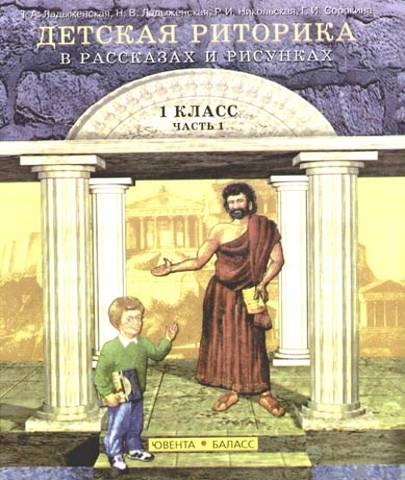 Т. А. Ладыженская, Н. В. Ладыженская, Р. И. Никольская, Г. И. Сорокина
ДЕТСКАЯ РИТОРИКА
В РАССКАЗАХ И РИСУНКАХ
1 КЛАСС
ЧАСТЬ 1
ЮВЕНТА • БАЛАСС